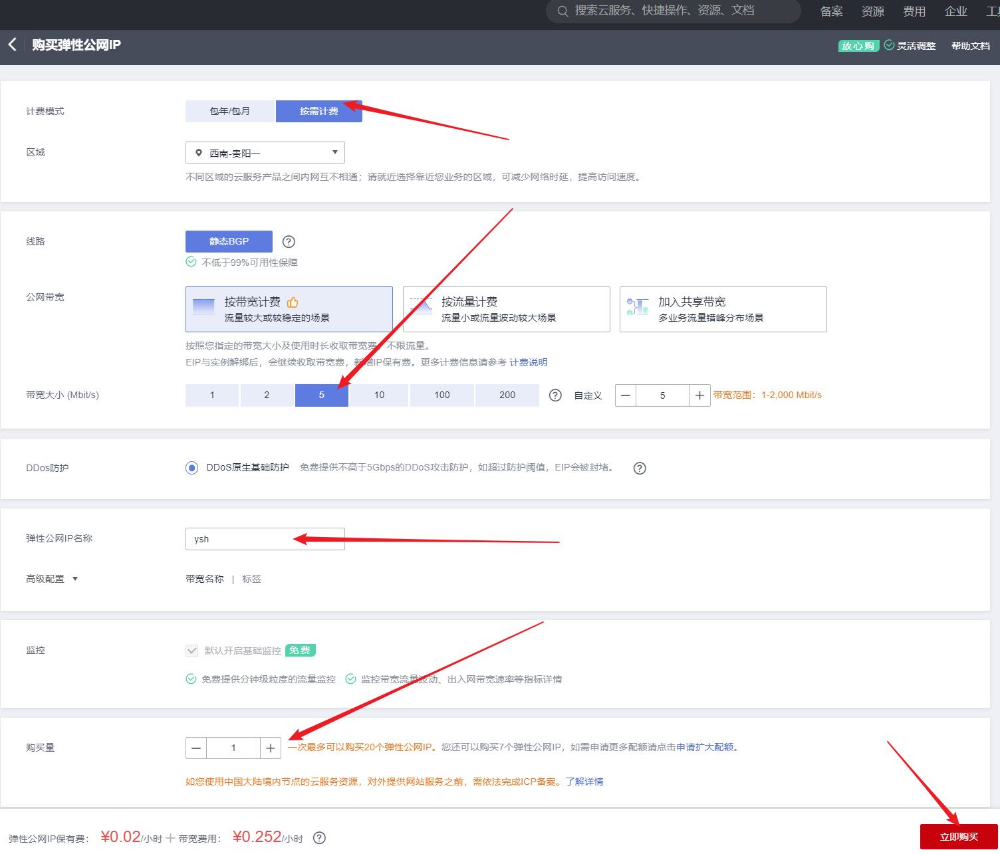 搜索云服务、快捷操作、资源、文档
备案 资源 费用 企业
购买弹性公网IP
放心购 灵活调整 帮助文档
计费模式 包年/包月 按需计费
区域 西南-贵阳一
不同区域的云服务产品之间内网互不相通；请就近选择靠近您业务的区域，可减少网络时延，提高访问速度。
线路 静态BGP
不低于99%可用性保障
公网带宽 按带宽计费 按流量计费 加入共享带宽
流量较大或较稳定的场景 流量小或流量波动较大场景 多业务流量错峰分布场景
按照您指定的带宽大小及使用时长收取带宽费，不限流量。
EIP与实例解绑后，会继续收取带宽费，新增IP保有费。更多计费信息请参考 计费说明
带宽大小 (Mbit/s) 1 2 5 10 100 200 自定义 5 带宽范围：1-2,000 Mbit/s
DDos防护 DDoS原生基础防护 免费提供不高于5Gbps的DDoS攻击防护，如超过防护阈值，EIP会被封堵。
弹性公网IP名称 ysh
高级配置 带宽名称 | 标签
监控 默认开启基础监控 免费
免费提供分钟级粒度的流量监控 监控带宽流量波动、出入网带宽速率等指标详情
购买量 1 一次最多可以购买20个弹性公网IP。您还可以购买7个弹性公网IP，如需申请更多配额请点击申请扩大配额。
如您使用中国大陆境内节点的云服务资源，对外提供网站服务之前，需依法完成ICP备案。了解详情
弹性公网IP保有费： ¥0.02/小时 + 带宽费用： ¥0.252/小时 立即购买